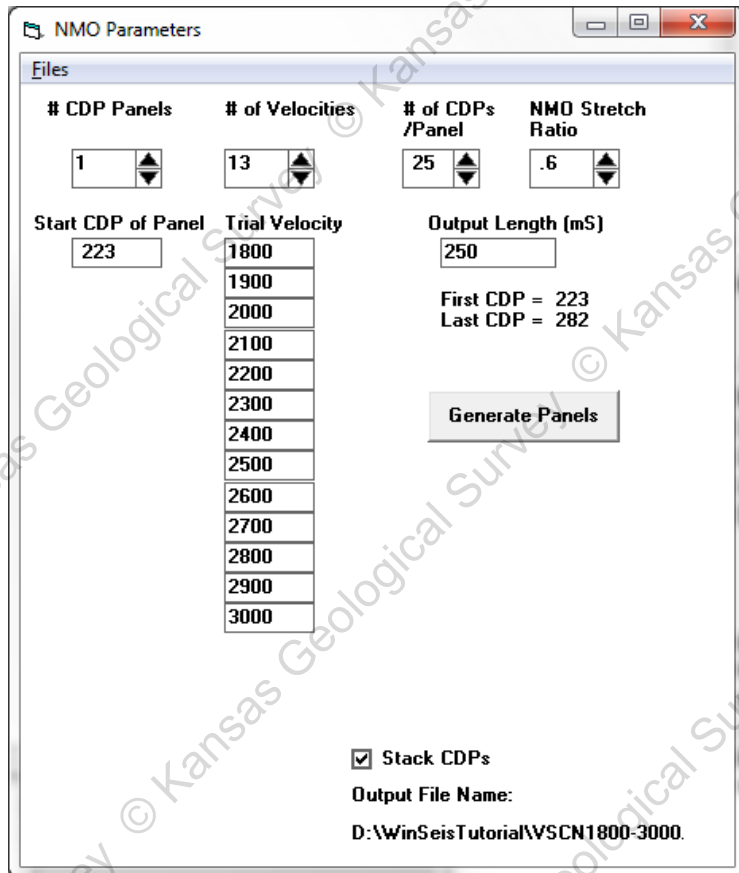 NMO Parameters
Files
# CDP Panels # of Velocities # of CDPs /Panel NMO Stretch Ratio
1 13 25 .6
Start CDP of Panel Trial Velocity Output Length (mS)
223 1800 250
1900
2000
First CDP = 223
Last CDP = 282
2100
2200
2300
2400
Generate Panels
2500
2600
2700
2800
2900
3000
Stack CDPs
Output File Name:
D:\WinSeisTutorial\VSCN1800-3000.
© Kansas Geological Survey